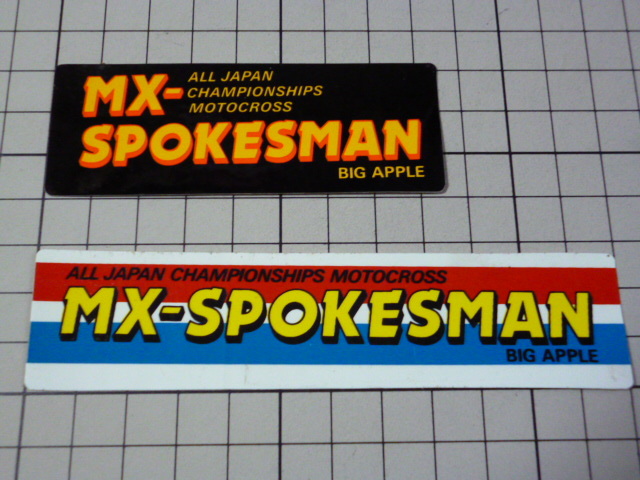 MX-
ALL JAPAN
CHAMPIONSHIPS
MOTOCROSS
SPOKESMAN
BIG APPLE
ALL JAPAN CHAMPIONSHIPS MOTOCROSS
MX-SPOKESMAN
BIG APPLE